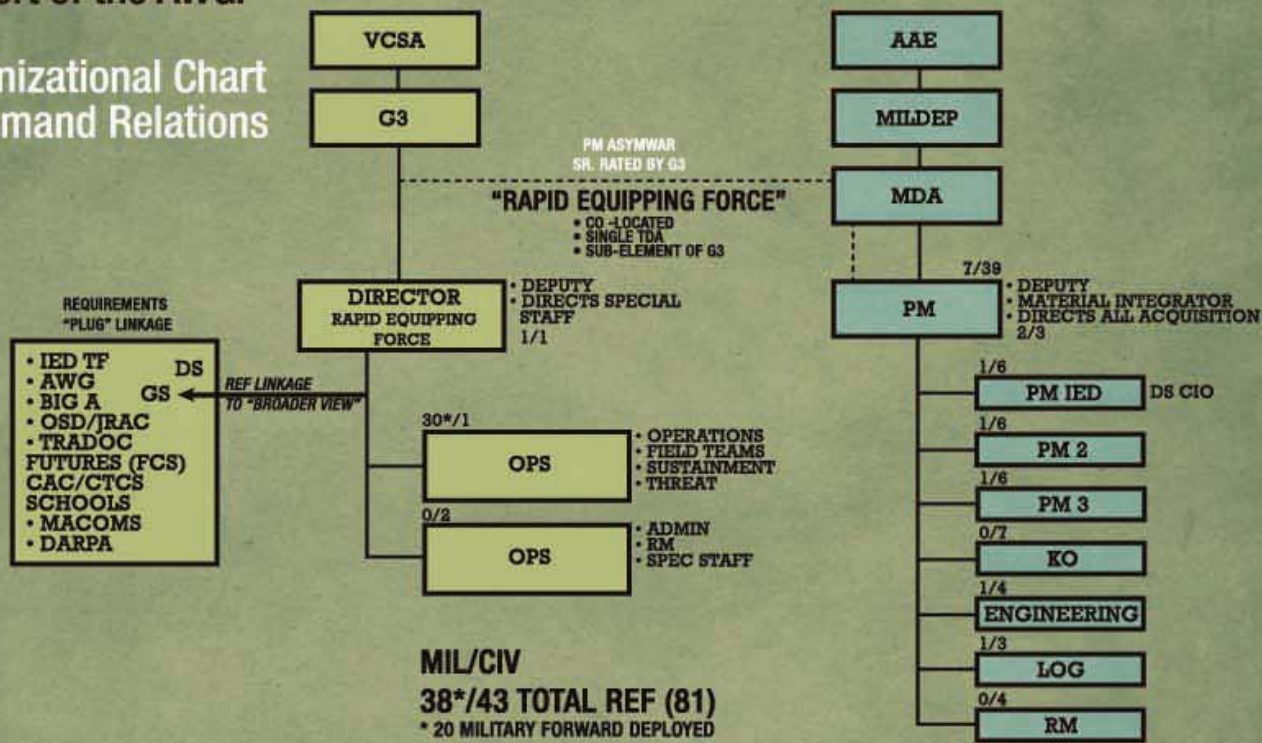 nizational Chart
mand Relations
VCSA
G3
AAE
MILDEP
MDA
PM ASYMWAR
SR. RATED BY G3
"RAPID EQUIPPING FORCE"
• CO -LOCATED
• SINGLE TDA
• SUB-ELEMENT OF G3
DIRECTOR
RAPID EQUIPPING
FORCE
• DEPUTY
• DIRECTS SPECIAL
STAFF
1/1
7/39
PM
• DEPUTY
• MATERIAL INTEGRATOR
• DIRECTS ALL ACQUISITION
2/3
REQUIREMENTS
"PLUG" LINKAGE
• IED TF
• AWG
• BIG A
• OSD/JRAC
• TRADOC
FUTURES (FCS)
CAC/CTCS
SCHOOLS
• MACOMS
• DARPA
DS
GS
REF LINKAGE
TO "BROADER VIEW"
30*/1
OPS
• OPERATIONS
• FIELD TEAMS
• SUSTAINMENT
• THREAT
0/2
OPS
• ADMIN
• RM
• SPEC STAFF
1/6
PM IED
DS CIO
1/6
PM 2
1/6
PM 3
0/7
KO
1/4
ENGINEERING
1/3
LOG
0/4
RM
MIL/CIV
38*/43 TOTAL REF (81)
* 20 MILITARY FORWARD DEPLOYED